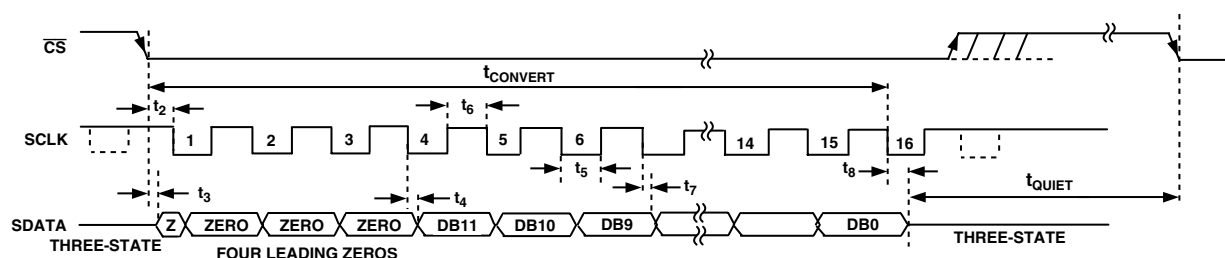 CS
tCONVERT
t2
t6
SCLK
1 2 3 4 5 6 14 15 16
t5
t7
t8
t3
t4
tQUIET
SDATA
Z ZERO ZERO ZERO DB11 DB10 DB9 DB0
THREE-STATE
THREE-STATE
FOUR LEADING ZEROS